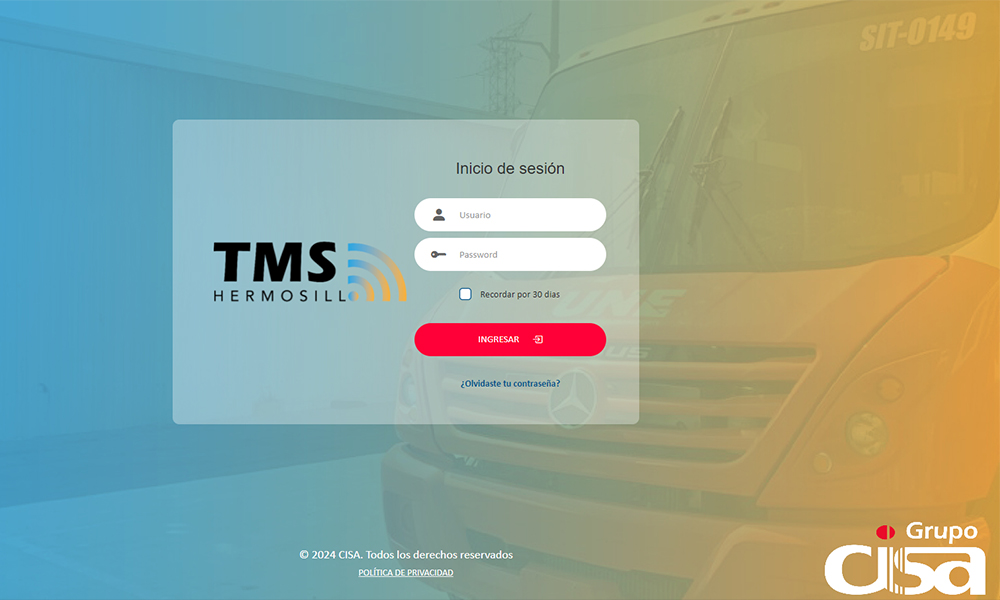 SIT-0149
Inicio de sesión
Usuario
Password
TMS
HERMOSILL
Recordar por 30 dias
UNE
INGRESAR
¿Olvidaste tu contraseña?
Grupo
cisa
© 2024 CISA. Todos los derechos reservados
POLÍTICA DE PRIVACIDAD